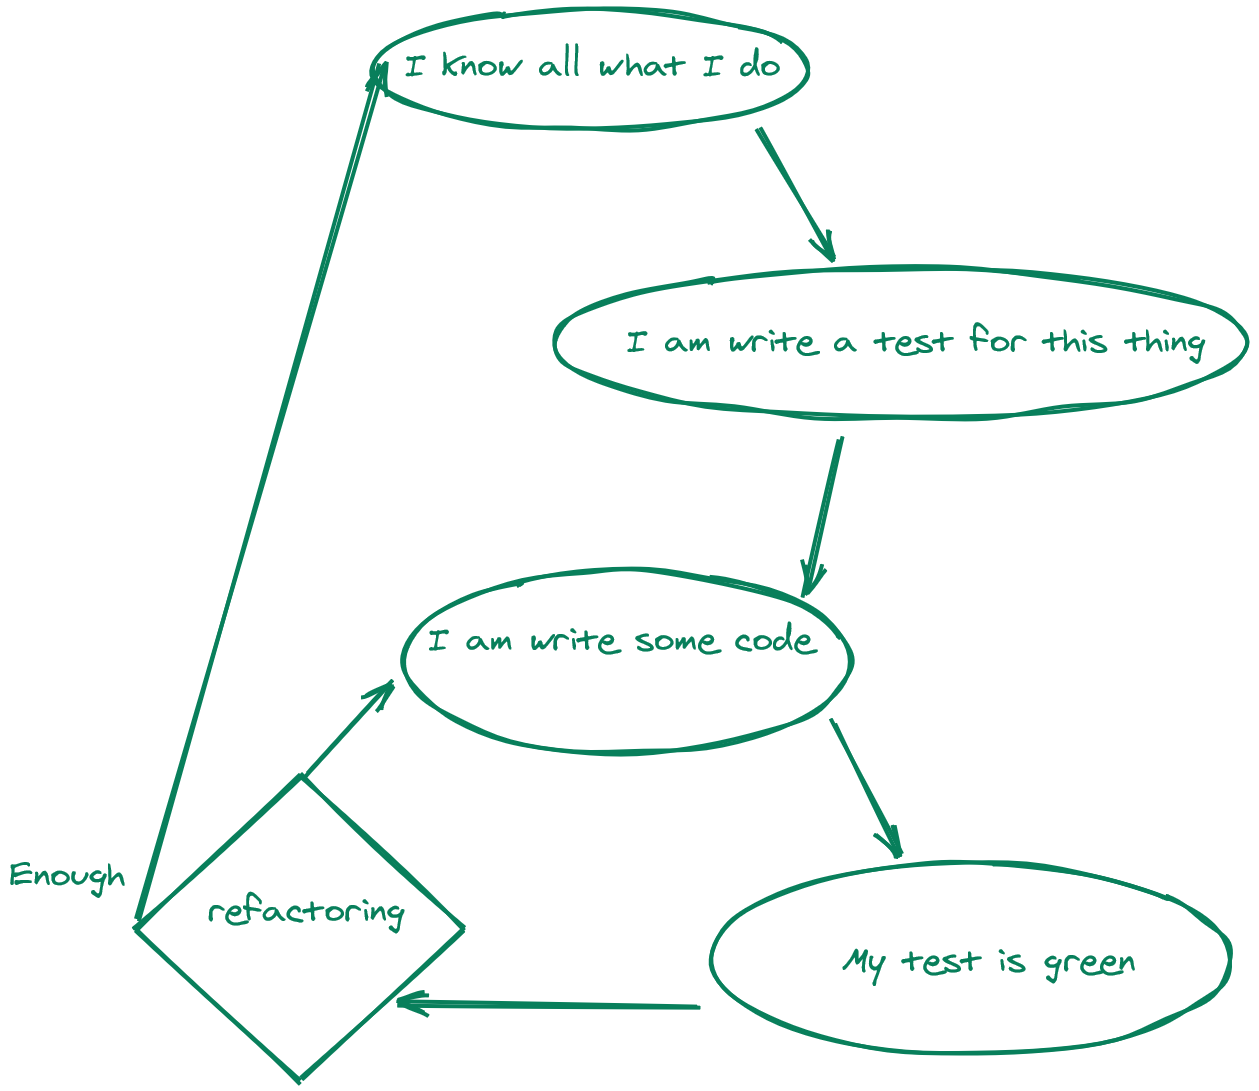 I know all what I do
I am write a test for this thing
I am write some code
Enough
refactoring
My test is green